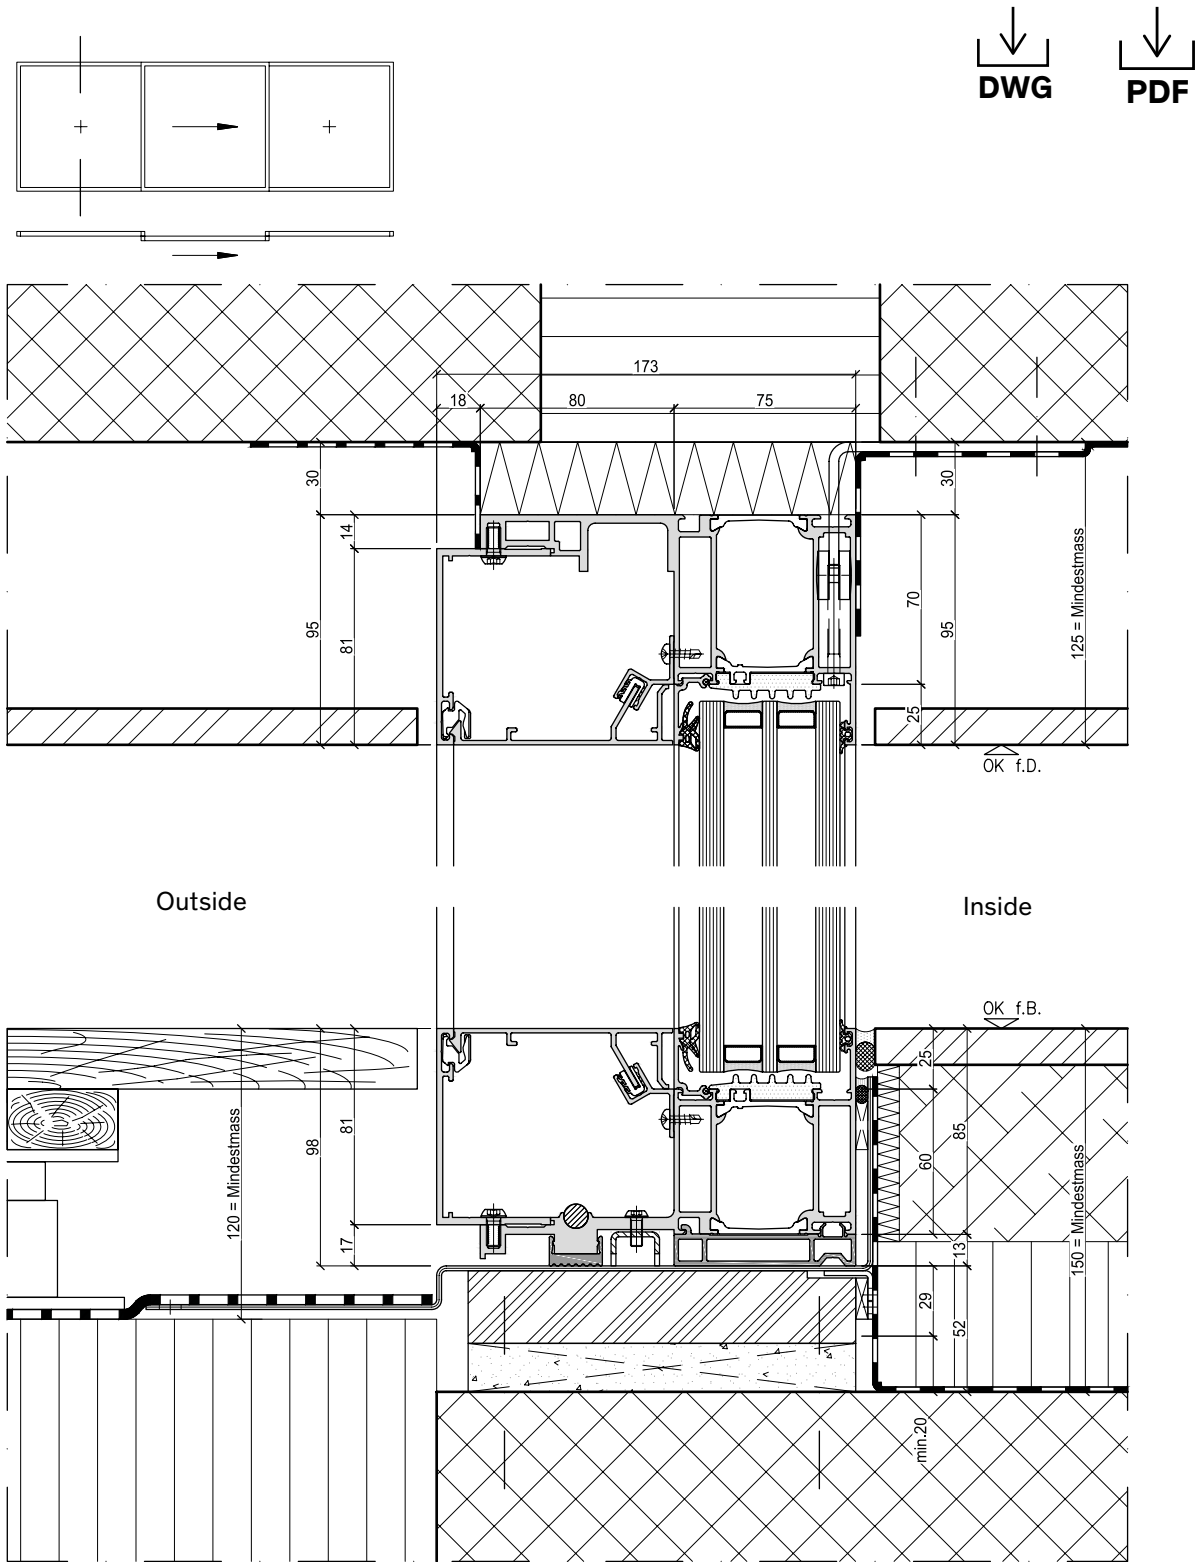 DWG
PDF
173
18
80
75
30
14
95
81
30
70
95
25
125 = Mindestmass
OK f.D.
Outside
Inside
OK f.B.
120 = Mindestmass
98
81
17
25
85
60
13
29
52
150 = Mindestmass
min.20